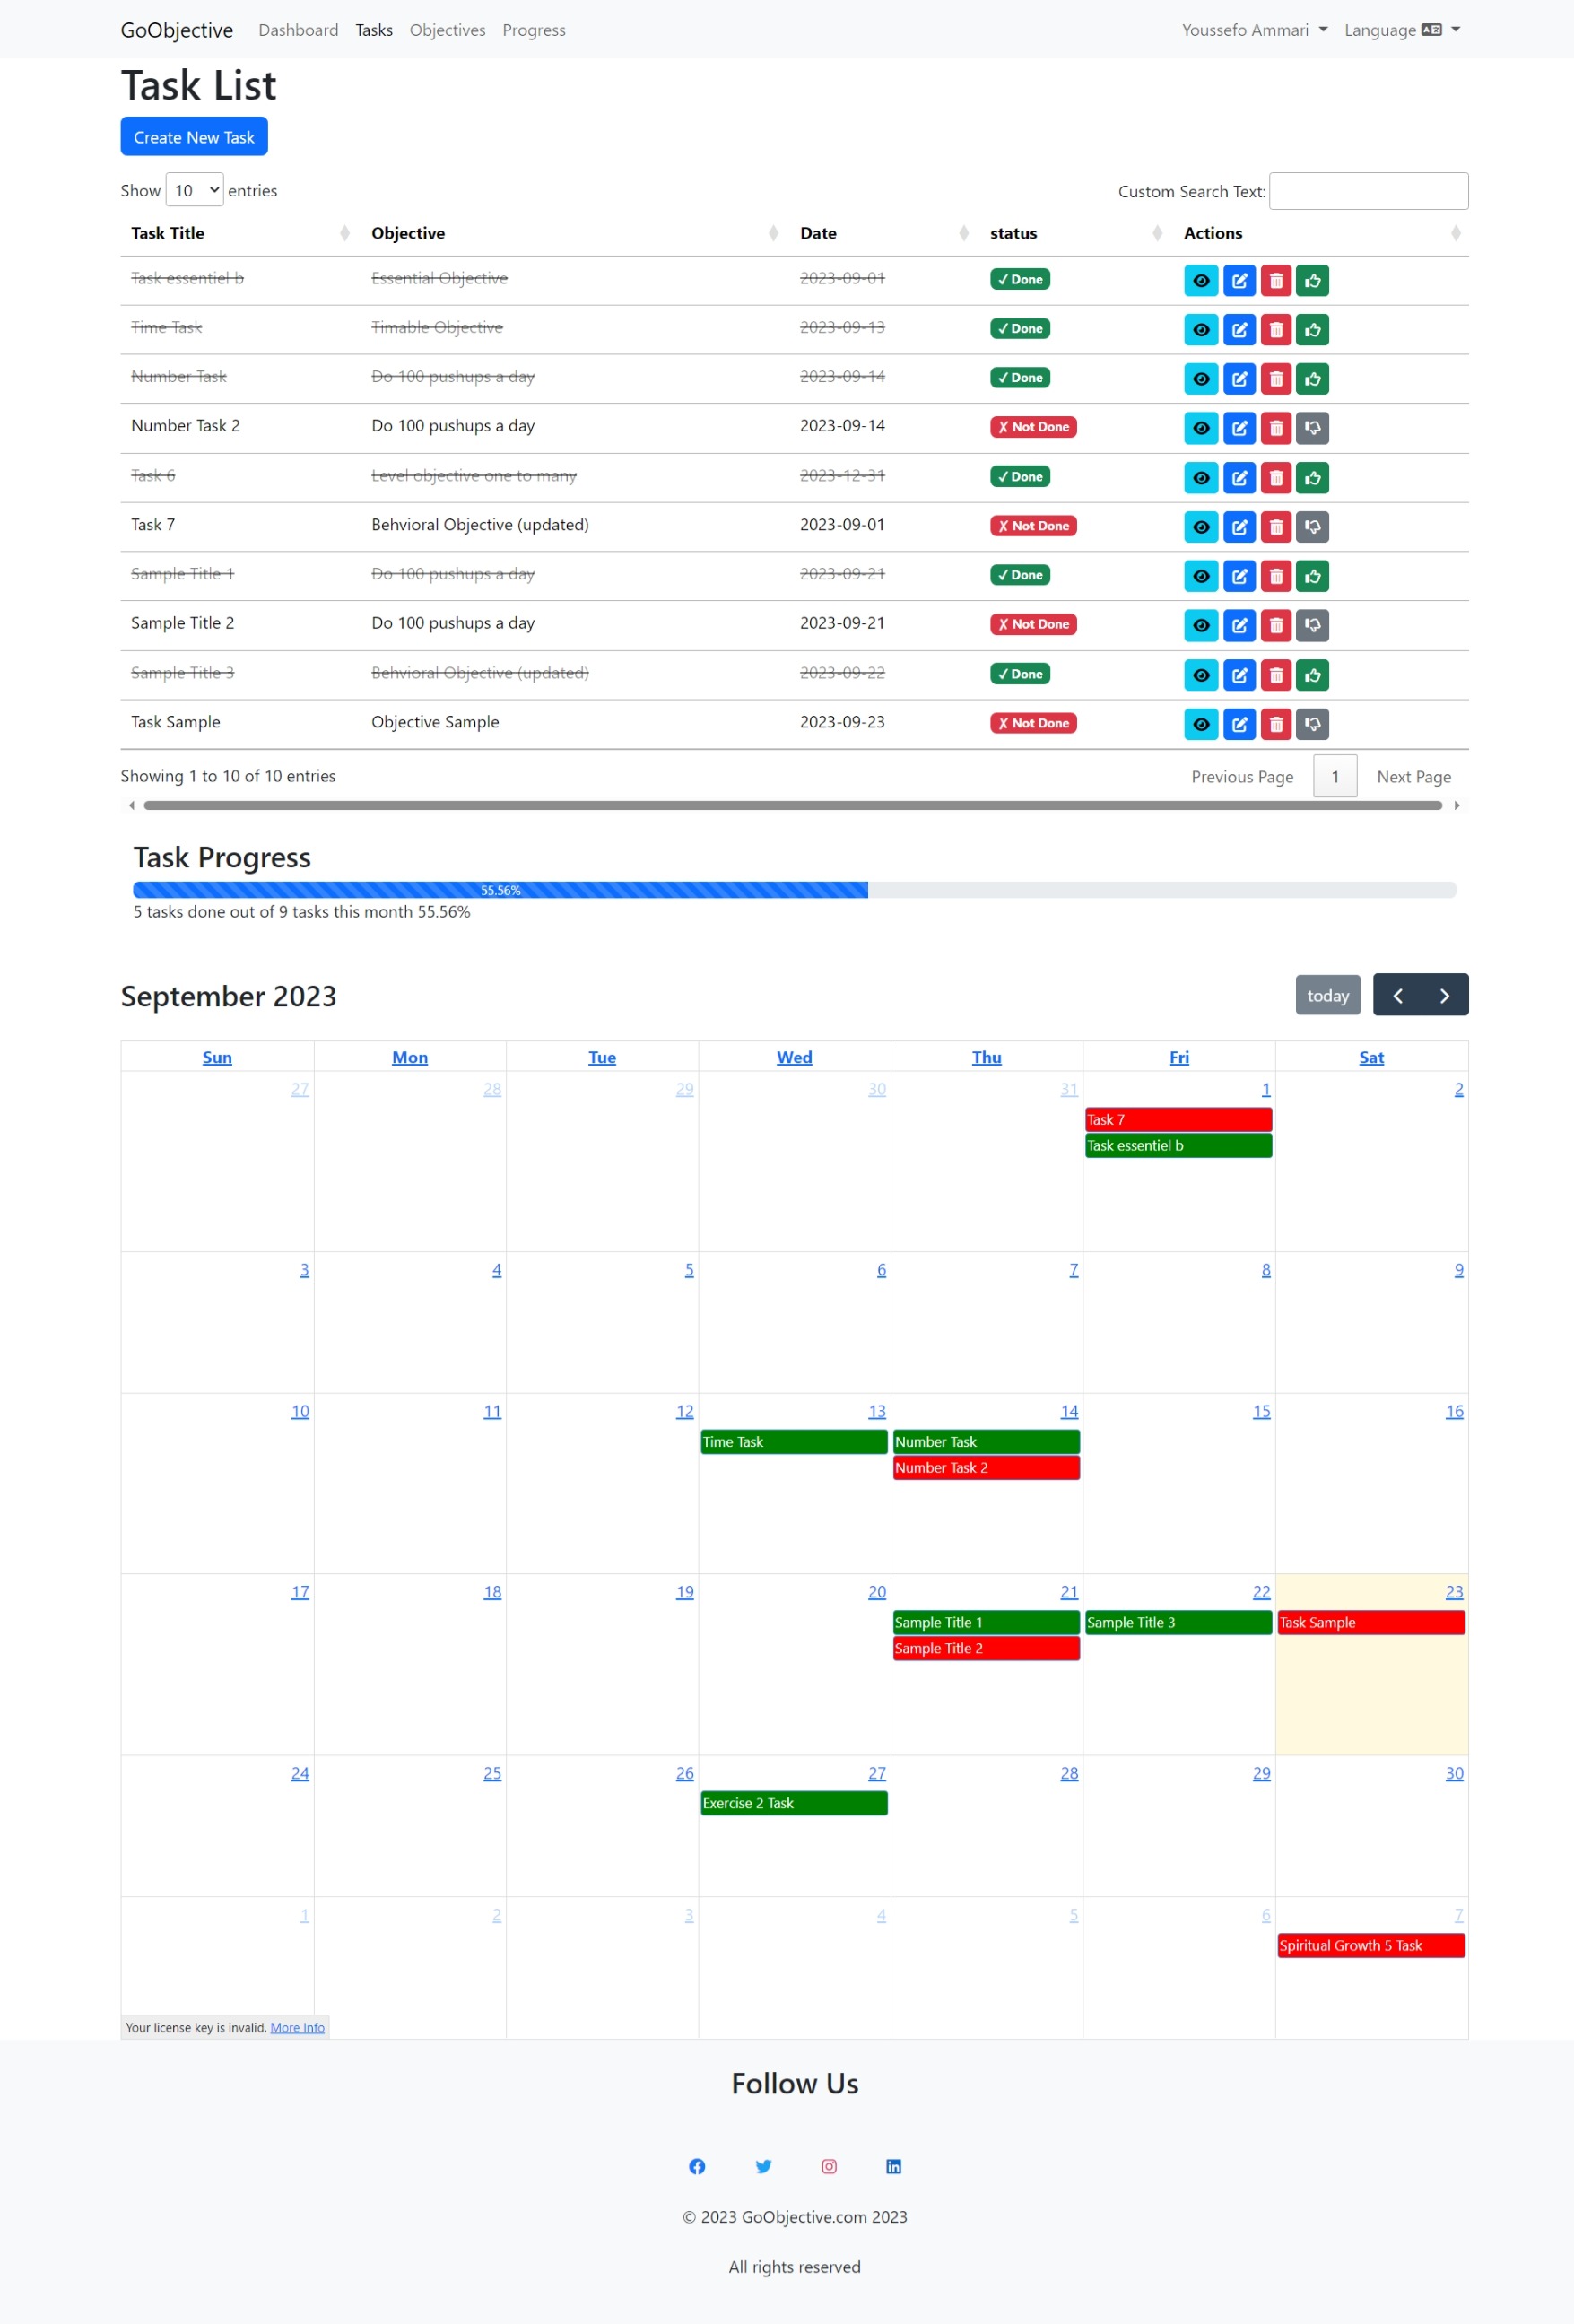 GoObjective Dashboard Tasks Objectives Progress Youssefo Ammari Language
Task List
Create New Task
Show 10 entries Custom Search Text:
Task Title Objective Date status Actions
Task essentiel b Essential Objective 2023-09-01 ✓ Done
Time Task Timable Objective 2023-09-13 ✓ Done
Number Task Do 100 pushups a day 2023-09-14 ✓ Done
Number Task 2 Do 100 pushups a day 2023-09-14 ✗ Not Done
Task 6 Level objective one to many 2023-12-31 ✓ Done
Task 7 Behvioral Objective (updated) 2023-09-01 ✗ Not Done
Sample Title 1 Do 100 pushups a day 2023-09-21 ✓ Done
Sample Title 2 Do 100 pushups a day 2023-09-21 ✗ Not Done
Sample Title 3 Behvioral Objective (updated) 2023-09-22 ✓ Done
Task Sample Objective Sample 2023-09-23 ✗ Not Done
Showing 1 to 10 of 10 entries Previous Page 1 Next Page
Task Progress
55.56%
5 tasks done out of 9 tasks this month 55.56%
September 2023 today
Sun Mon Tue Wed Thu Fri Sat
27 28 29 30 31 1 2
Task 7
Task essentiel b
3 4 5 6 7 8 9
10 11 12 13 14 15 16
Time Task Number Task
Number Task 2
17 18 19 20 21 22 23
Sample Title 1 Sample Title 3 Task Sample
Sample Title 2
24 25 26 27 28 29 30
Exercise 2 Task
1 2 3 4 5 6 7
Spiritual Growth 5 Task
Your license key is invalid. More Info
Follow Us
© 2023 GoObjective.com 2023
All rights reserved